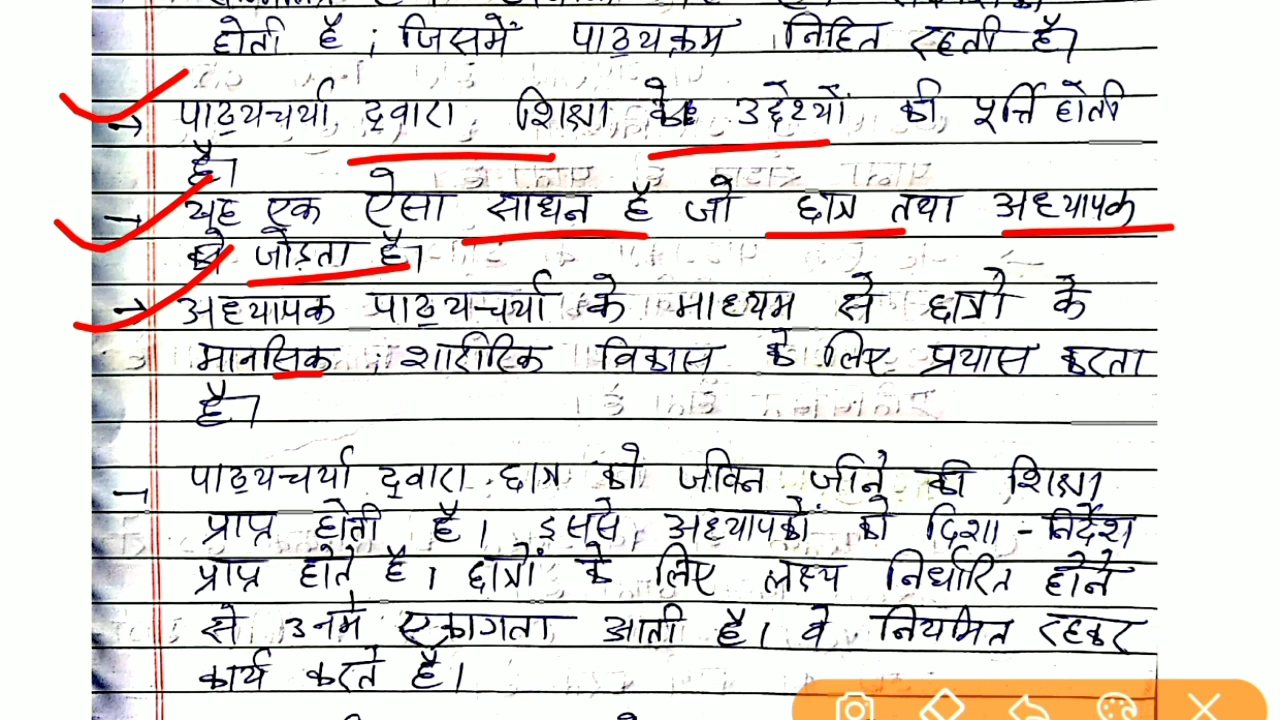 होती है, जिसमें पाठ्यक्रम निहित रहती है।
→ पाठ्यचर्या द्वारा शिक्षा के उद्देश्यों की पूर्त्ति होती
है।
→ यह एक ऐसा साधन है जो छात्र तथा अध्यापक
को जोड़ता है।
→ अध्यापक पाठ्यचर्या के माध्यम से छात्रो के
मानसिक, शारीरिक विकास के लिए प्रयास करता
है।
→ पाठ्यचर्या द्वारा छात्र को जीवन जीने की शिक्षा
प्राप्त होती है। इससे अध्यापकों को दिशा-निर्देश
प्राप्त होते है। छात्रों के लिए लक्ष्य निर्धारित होने
से उनमे एकागता आती है। वे नियमित रहकर
कार्य करते है।